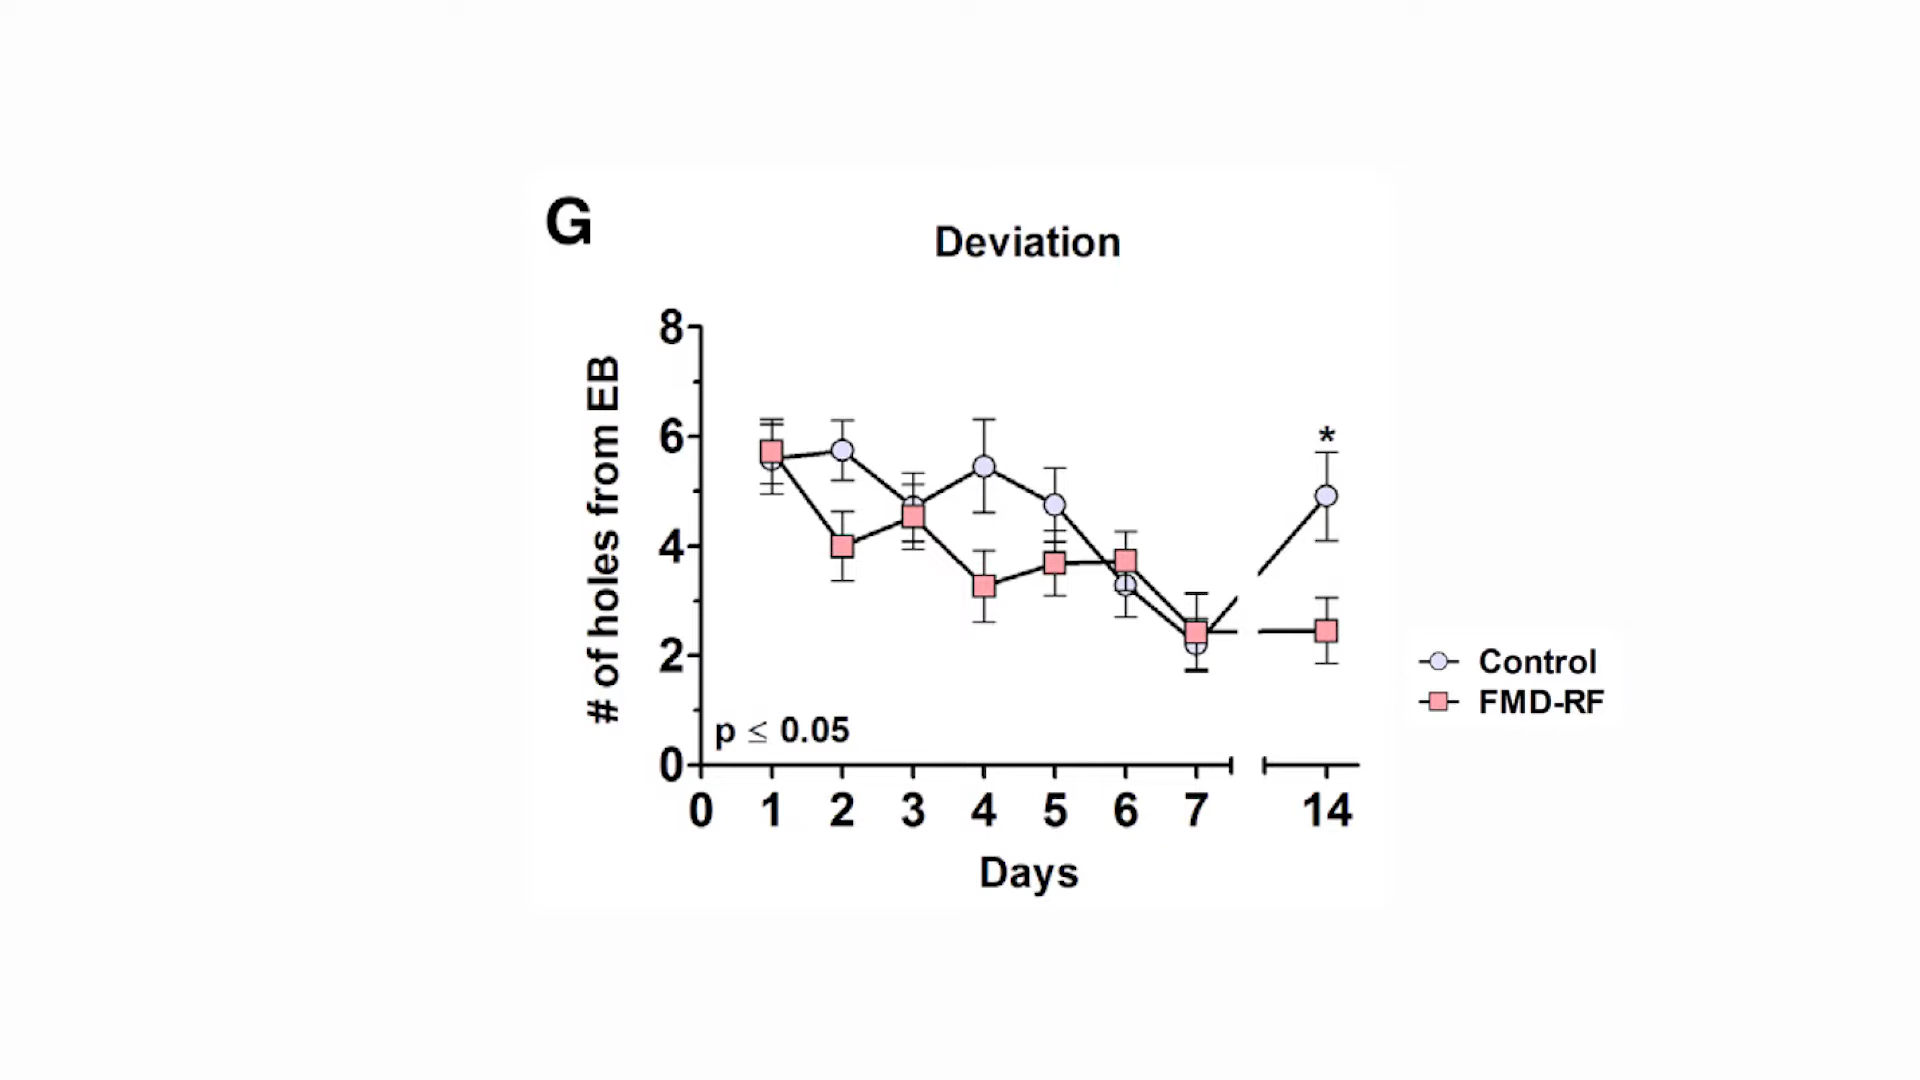 G
Deviation
# of holes from EB
8
6
4
2
0
*
p ≤ 0.05
0 1 2 3 4 5 6 7 14
Days
Control
FMD-RF